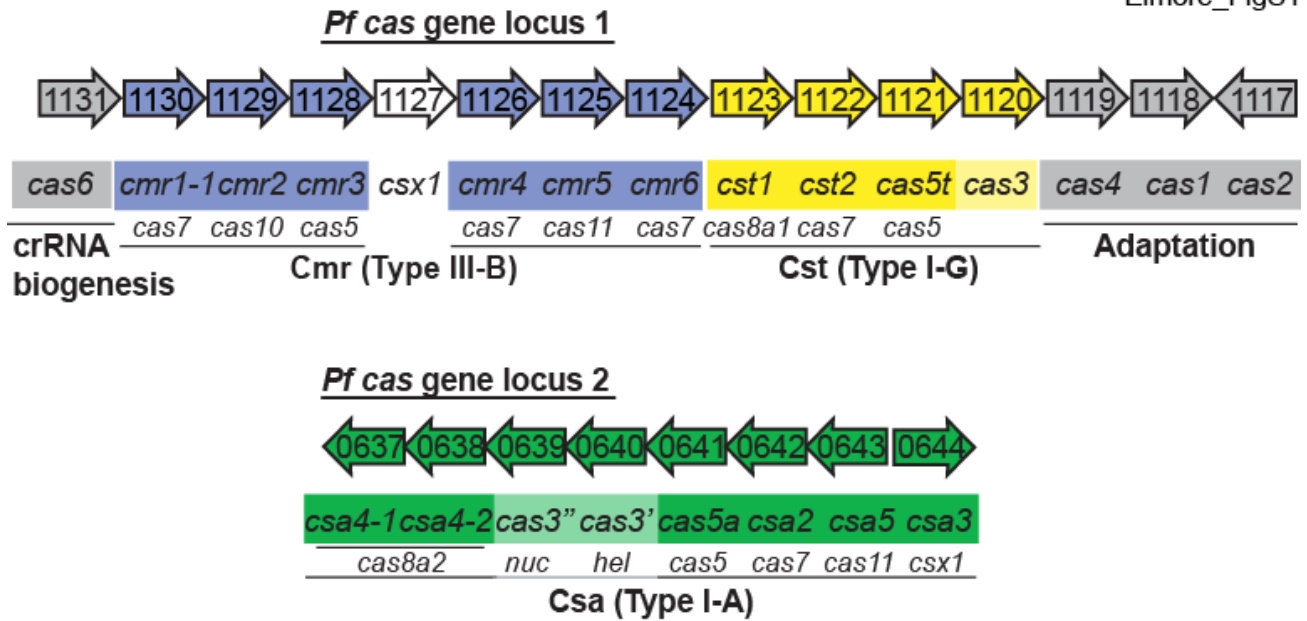 Elmore_FigS1
Pf cas gene locus 1
1131 1130 1129 1128 1127 1126 1125 1124 1123 1122 1121 1120 1119 1118 1117
cas6 cmr1-1 cmr2 cmr3 csx1 cmr4 cmr5 cmr6 cst1 cst2 cas5t cas3 cas4 cas1 cas2
cas7 cas10 cas5 cas7 cas11 cas7 cas8a1 cas7 cas5
crRNA biogenesis
Cmr (Type III-B) Cst (Type I-G) Adaptation
Pf cas gene locus 2
0637 0638 0639 0640 0641 0642 0643 0644
csa4-1 csa4-2 cas3” cas3’ cas5a csa2 csa5 csa3
cas8a2 nuc hel cas5 cas7 cas11 csx1
Csa (Type I-A)